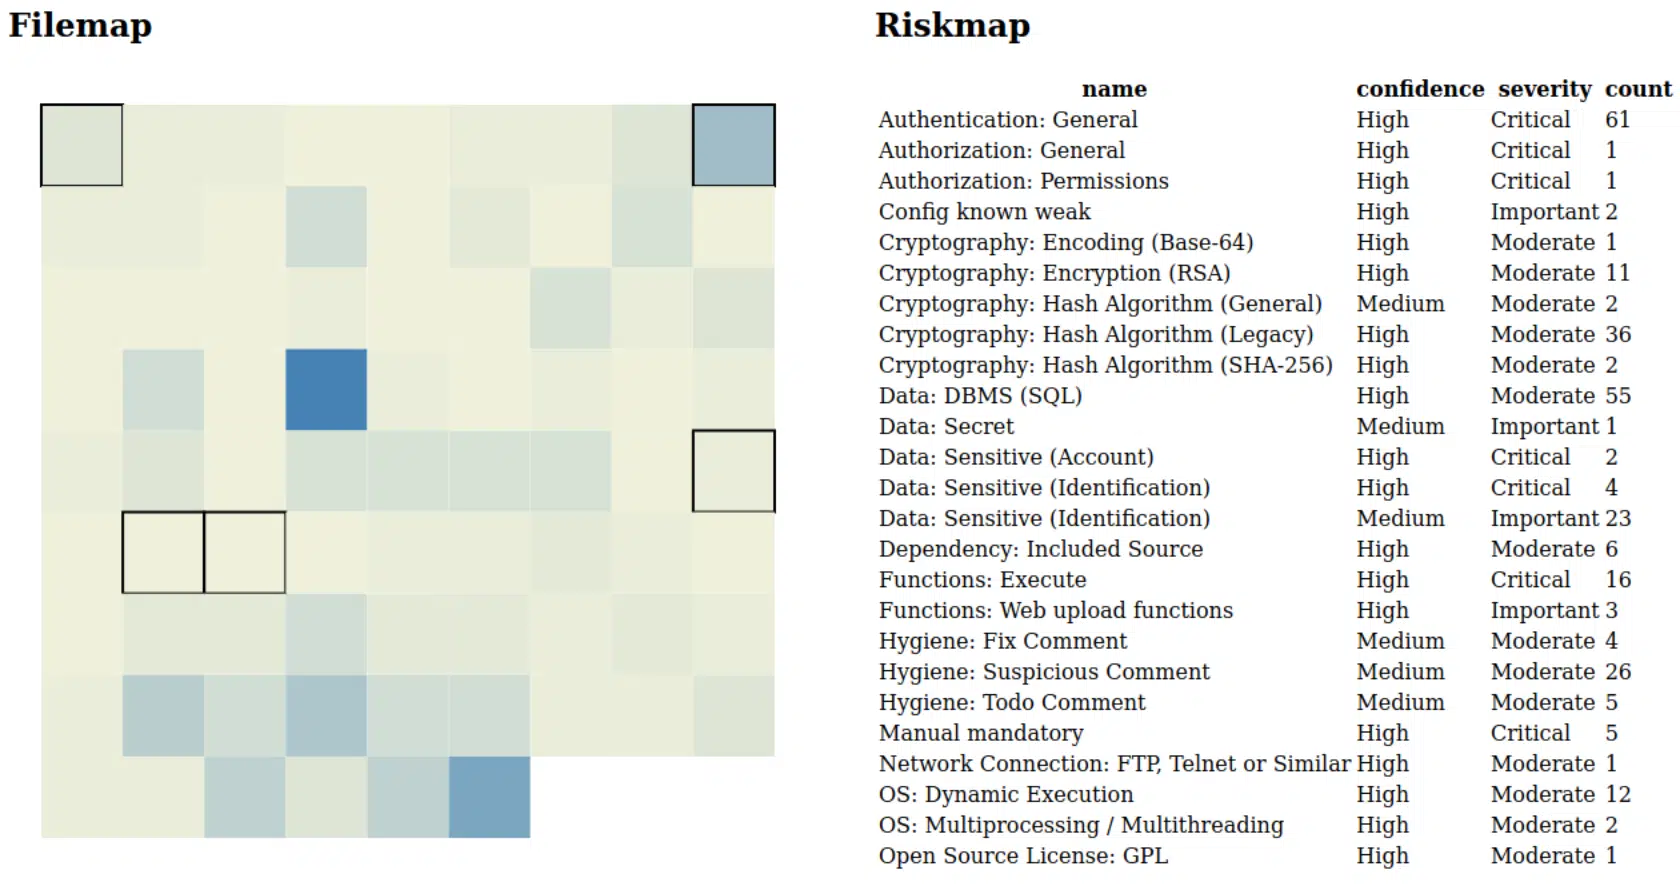 Filemap
Riskmap
name confidence severity count
Authentication: General High Critical 61
Authorization: General High Critical 1
Authorization: Permissions High Critical 1
Config known weak High Important 2
Cryptography: Encoding (Base-64) High Moderate 1
Cryptography: Encryption (RSA) High Moderate 11
Cryptography: Hash Algorithm (General) Medium Moderate 2
Cryptography: Hash Algorithm (Legacy) High Moderate 36
Cryptography: Hash Algorithm (SHA-256) High Moderate 2
Data: DBMS (SQL) High Moderate 55
Data: Secret Medium Important 1
Data: Sensitive (Account) High Critical 2
Data: Sensitive (Identification) High Critical 4
Data: Sensitive (Identification) Medium Important 23
Dependency: Included Source High Moderate 6
Functions: Execute High Critical 16
Functions: Web upload functions High Important 3
Hygiene: Fix Comment Medium Moderate 4
Hygiene: Suspicious Comment Medium Moderate 26
Hygiene: Todo Comment Medium Moderate 5
Manual mandatory High Critical 5
Network Connection: FTP, Telnet or Similar High Moderate 1
OS: Dynamic Execution High Moderate 12
OS: Multiprocessing / Multithreading High Moderate 2
Open Source License: GPL High Moderate 1